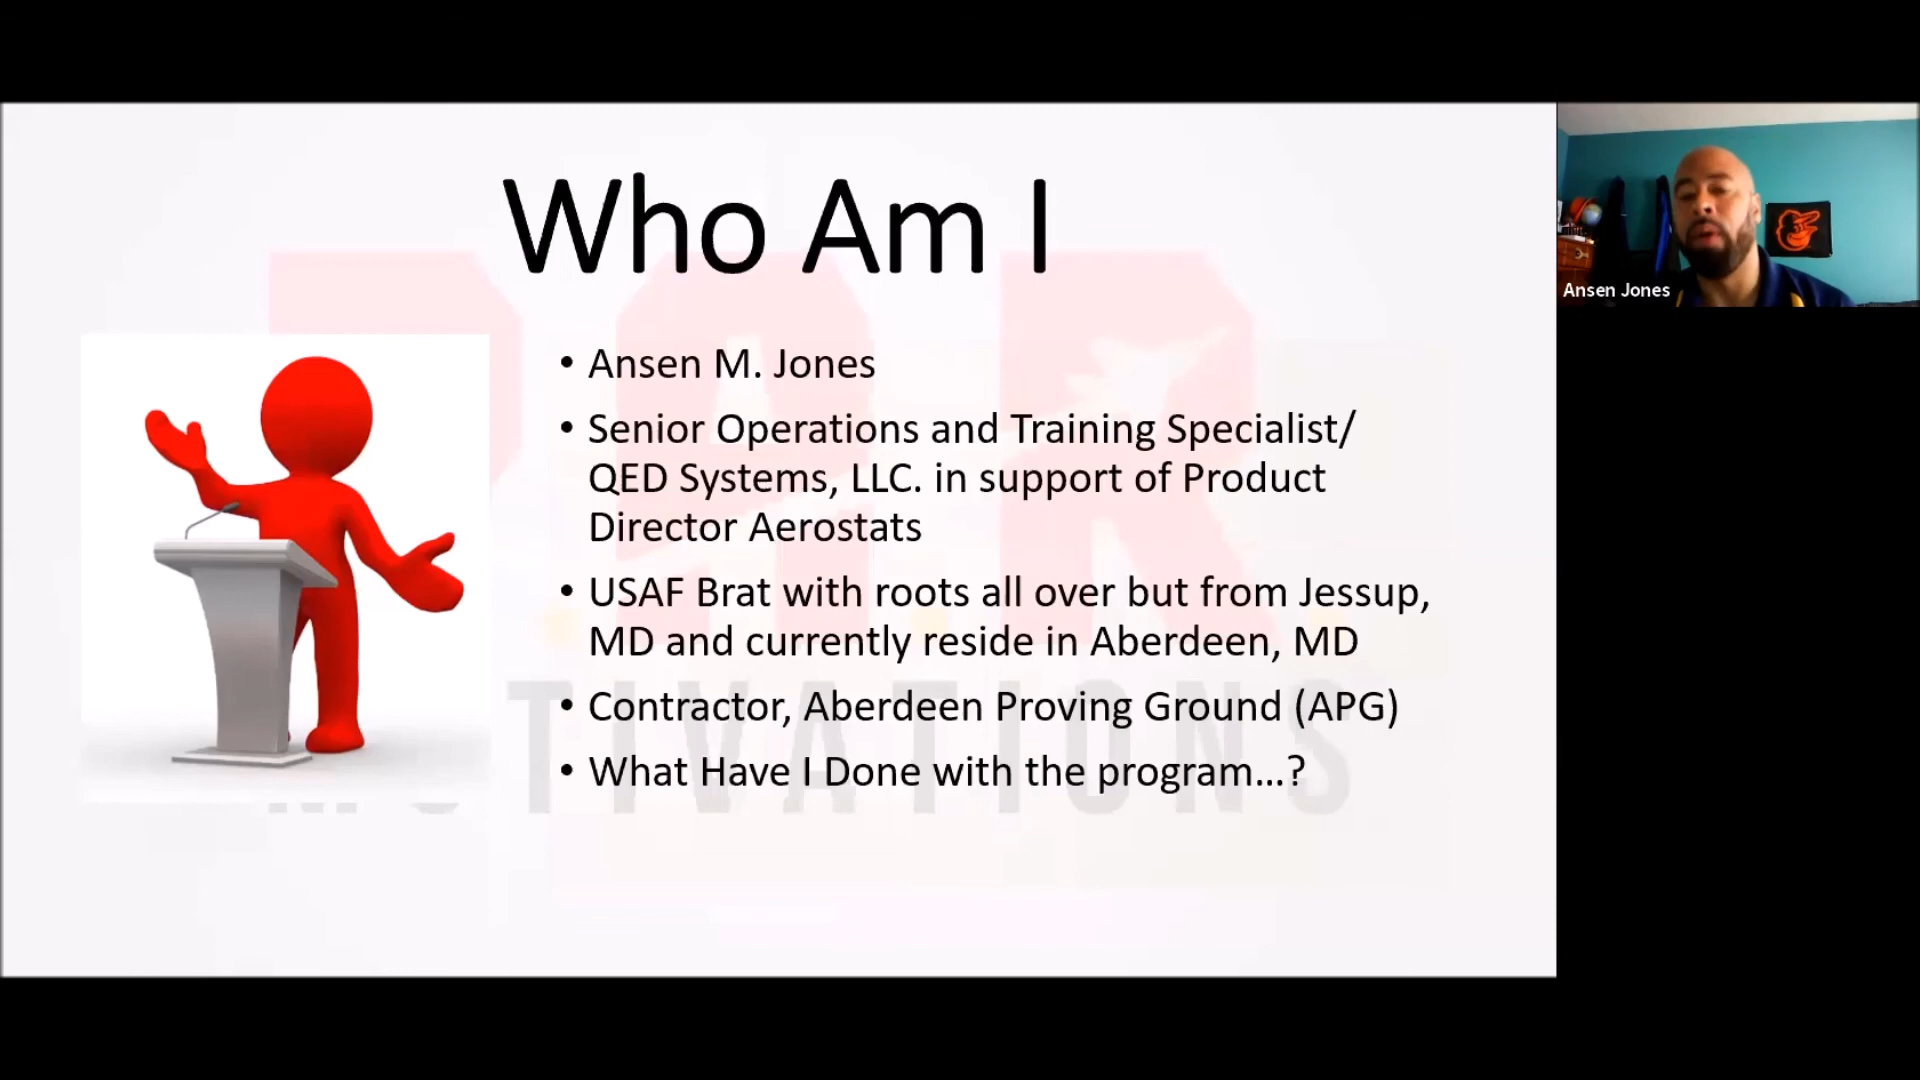 Who Am I
• Ansen M. Jones
• Senior Operations and Training Specialist/
QED Systems, LLC. in support of Product
Director Aerostats
• USAF Brat with roots all over but from Jessup,
MD and currently reside in Aberdeen, MD
• Contractor, Aberdeen Proving Ground (APG)
• What Have I Done with the program...?
MOTIVATIONS
Ansen Jones